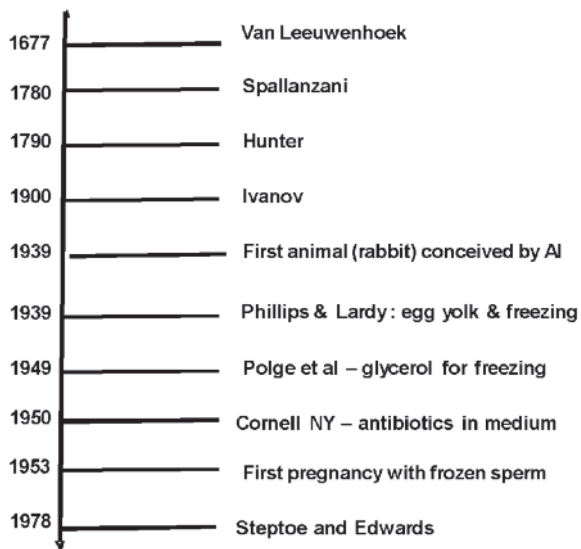 1677 Van Leeuwenhoek
1780 Spallanzani
1790 Hunter
1900 Ivanov
1939 First animal (rabbit) conceived by AI
1939 Phillips & Lardy : egg yolk & freezing
1949 Polge et al – glycerol for freezing
1950 Cornell NY – antibiotics in medium
1953 First pregnancy with frozen sperm
1978 Steptoe and Edwards